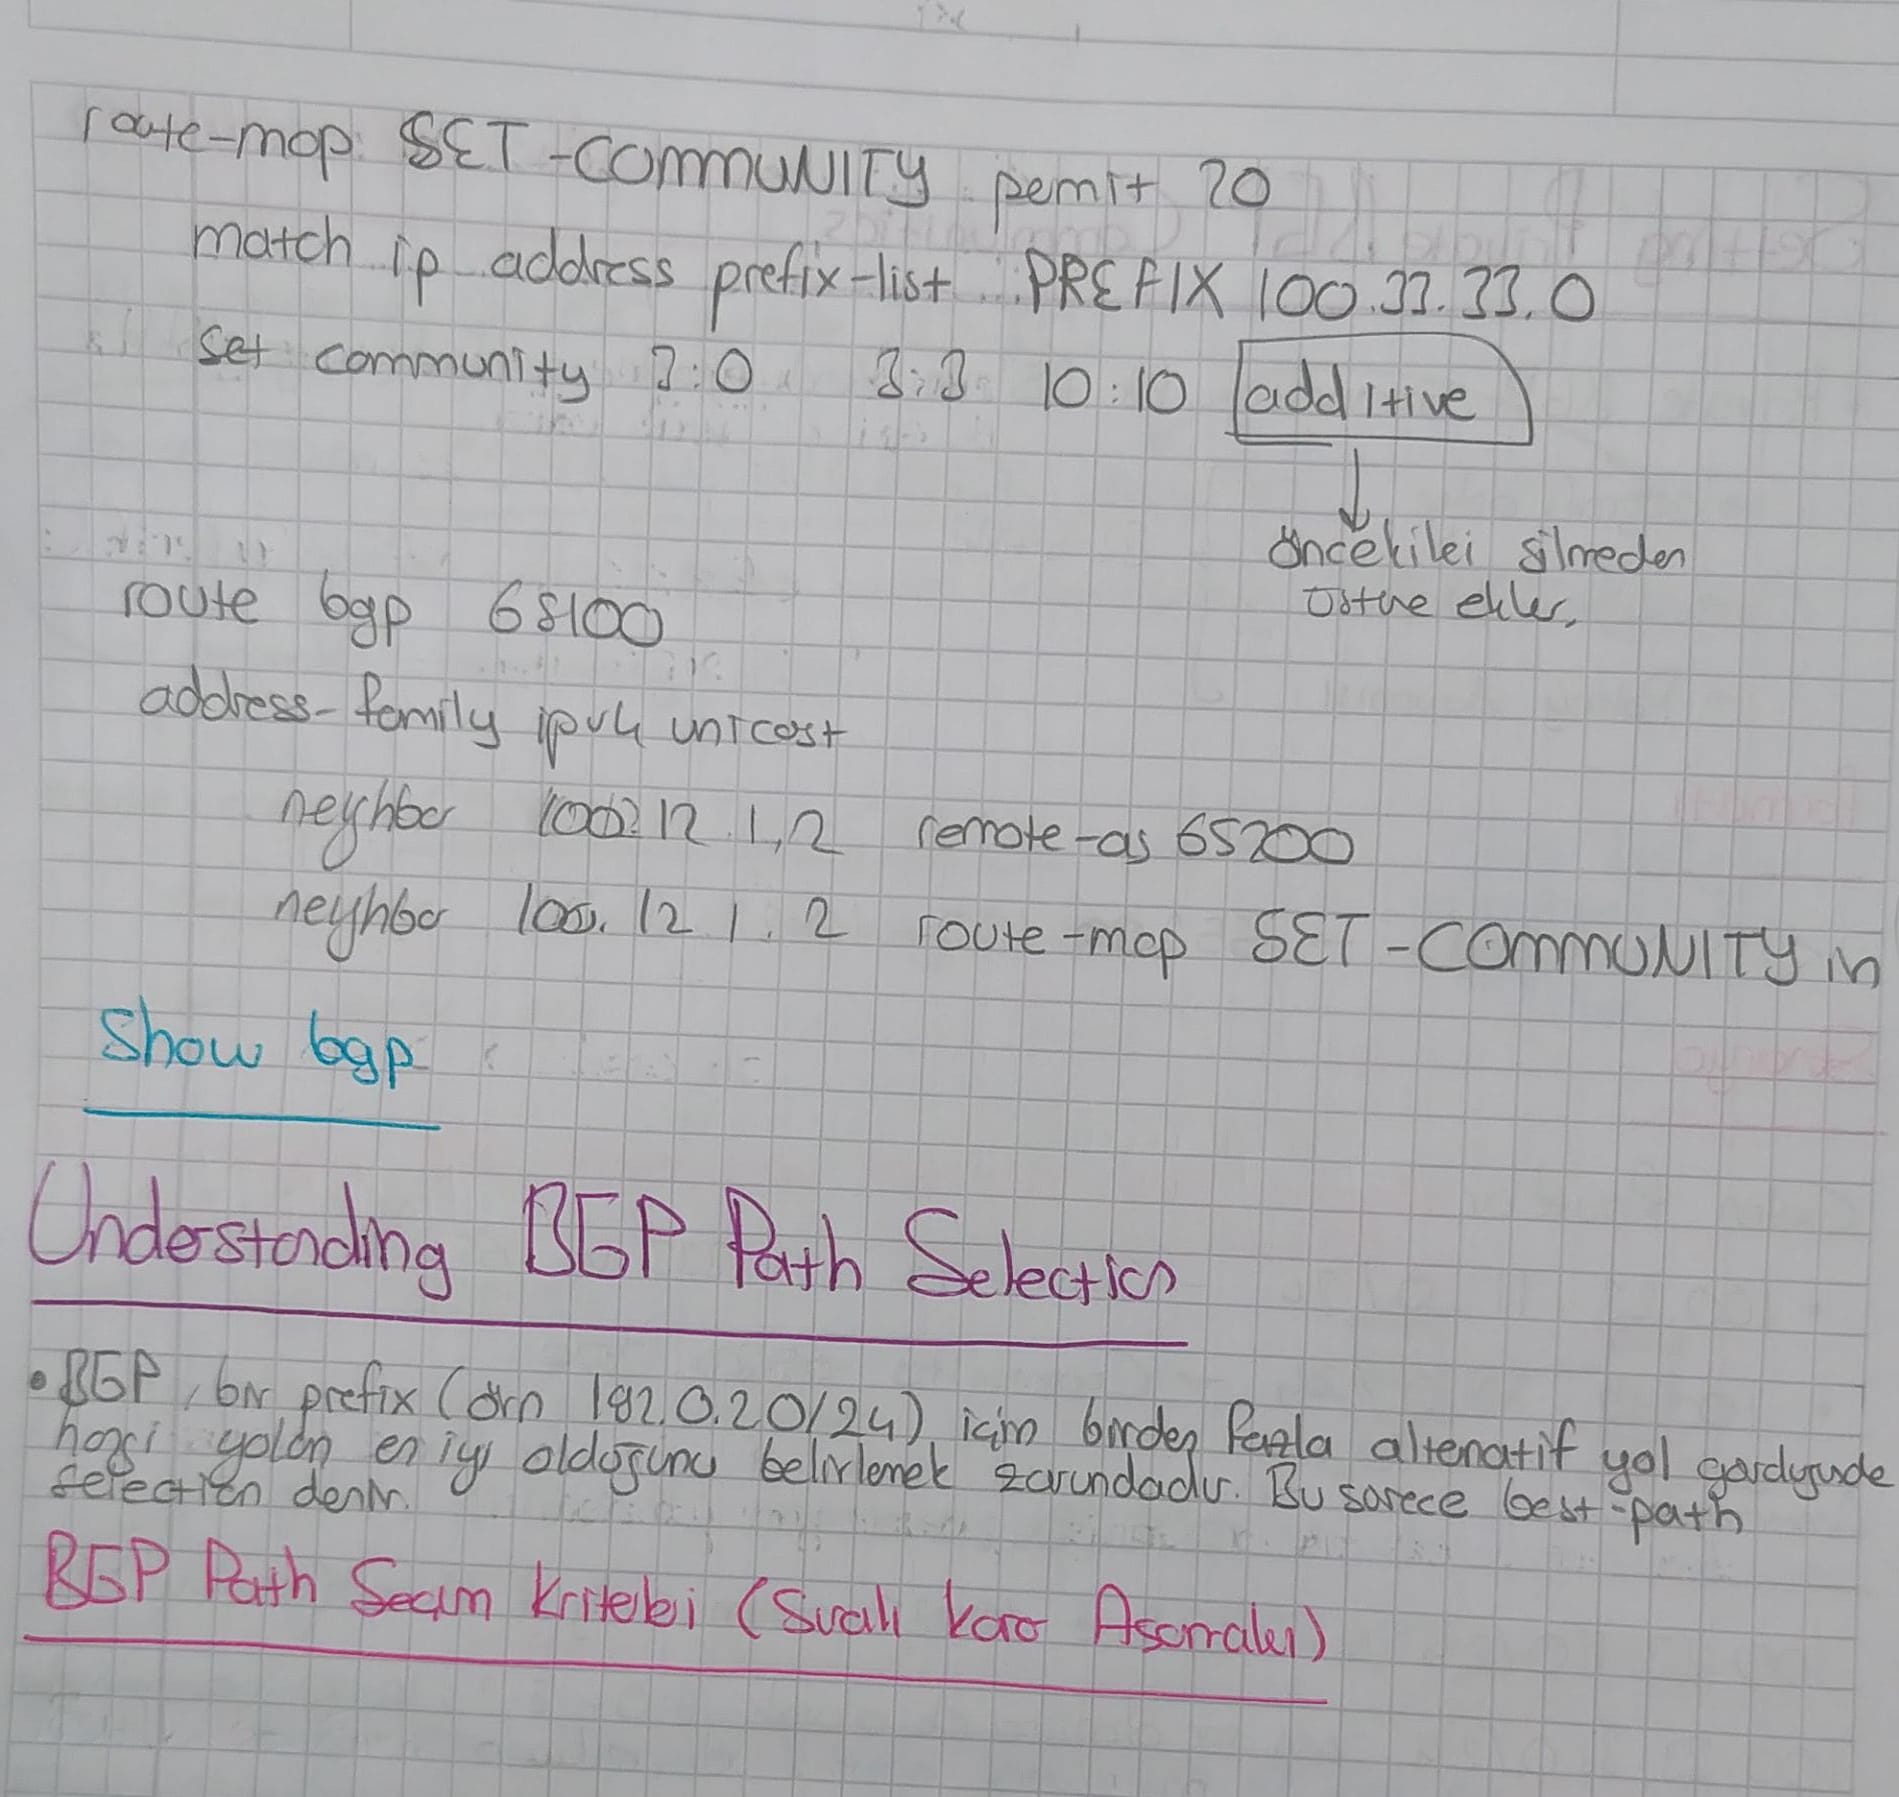 route-map SET-COMMUNITY pemit 20
match ip address prefix-list PREFIX 100.33.33.0
set community 3:0 3:3 10:10 additive
öncekileri silmeden
üstüne ekler.
route bgp 65100
address-family ipv4 unicast
neighbor 100.12.1.2 remote-as 65200
neighbor 100.12.1.2 route-map SET-COMMUNITY in
Show bgp
Understanding BGP Path Selection
• BGP, bir prefix (örn 192.0.2.0/24) için birden fazla alternatif yol gördüğünde
hangi yolun en iyi olduğunu belirlemek zorundadır. Bu sürece best-path
selection denir.
BGP Path Seçim Kriterleri (Sıralı Karar Aşamaları)